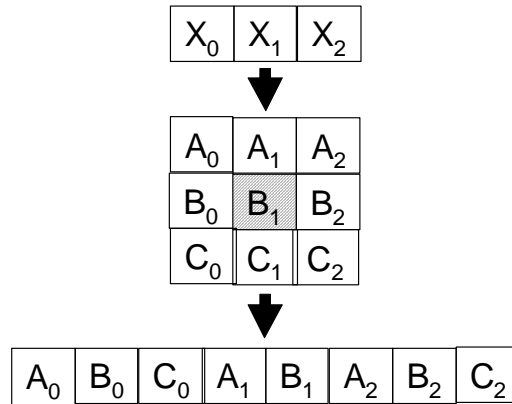 X₀ X₁ X₂
A₀ A₁ A₂
B₀ B₁ B₂
C₀ C₁ C₂
A₀ B₀ C₀ A₁ B₁ A₂ B₂ C₂